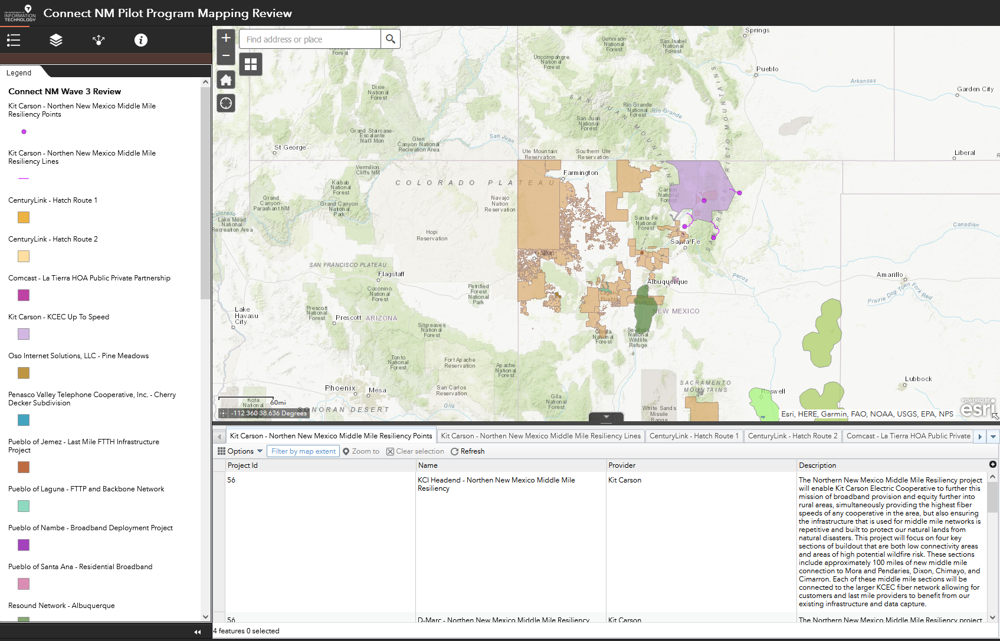 NM DEPARTMENT OF
INFORMATION
TECHNOLOGY
Connect NM Pilot Program Mapping Review
Legend
Connect NM Wave 3 Review
Kit Carson - Northen New Mexico Middle Mile
Resiliency Points
Kit Carson - Northen New Mexico Middle Mile
Resiliency Lines
CenturyLink - Hatch Route 1
CenturyLink - Hatch Route 2
Comcast - La Tierra HOA Public Private Partnership
Kit Carson - KCEC Up To Speed
Oso Internet Solutions, LLC - Pine Meadows
Penasco Valley Telephone Cooperative, Inc. - Cherry
Decker Subdivision
Pueblo of Jemez - Last Mile FTTH Infrastructure
Project
Pueblo of Laguna - FTTP and Backbone Network
Pueblo of Nambe - Broadband Deployment Project
Pueblo of Santa Ana - Residential Broadband
Resound Network - Albuquerque
Find address or place
Springs
Forest
Gunnison
National
Forest
San Isabel
National
Forest
Uncompahgre
National
Forest
Pueblo
Arkansas
Garden City
Dixie
National
Forest
SAN JUAN MOUNTAINS
Rio Grande
National
Forest
Rio Grande
San Juan
National
Forest
Grand Staircase-
Escalante
Nat'l Mon
Glen
Canyon National
Recreation Area
San Juan
St George
Ute Mountain
Reservation
Southern Ute
Reservation
Liberal
Vermilion
Cliffs NM
Farmington
COLORADO PLATEAU
Kaibab
National
Forest
Carson
National
Forest
Grand
Canyon-
Parashant NM
Grand Canyon
National
Park
Navajo
Nation
Reservation
Colorado
Lake Mead
National
Recreation Area
Santa Fe
National
Forest
Canadian
Hopi
Reservation
Santa Fe
Gallup
SAN FRANCISCO PLATEAU
Flagstaff
Pecos
Amarillo
Albuquerque
Coconino
National
Forest
Petrified
Forest
National
Park
Laguna
Pueblo
Prairie Dog Town Fork Red
Lake
Havasu
City
Prescott
National
Forest
Prescott
ARIZONA
NEW MEXICO
Sitgreaves
National
Forest
Cibola
National
Forest
Sevilleta
National
Wildlife
Refuge
Tonto
National
Forest
Fort Apache
Reservation
Apache
National
Forest
Lubbock
Phoenix
Mesa
San Carlos
Reservation
SACRAMENTO
MOUNTAINS
Roswell
Gila
National
Forest
Kofa
National
60mi
Gila
SONORAN DESERT
White Sands
Missile
Range
-112.360 38.636 Degrees
POWERED BY
esri
Esri, HERE, Garmin, FAO, NOAA, USGS, EPA, NPS
Kit Carson - Northen New Mexico Middle Mile Resiliency Points
Kit Carson - Northen New Mexico Middle Mile Resiliency Lines
CenturyLink - Hatch Route 1
CenturyLink - Hatch Route 2
Comcast - La Tierra HOA Public Private
Options
Filter by map extent
Zoom to
Clear selection
Refresh
Project Id
Name
Provider
Description
56
KCI Headend - Northen New Mexico Middle Mile
Resiliency
Kit Carson
The Northern New Mexico Middle Mile Resiliency project
will enable Kit Carson Electric Cooperative to further this
mission of broadband provision and equity further into
rural areas, simultaneously providing the highest fiber
speeds of any cooperative in the area, but also ensuring
the infrastructure that is used for middle mile networks is
repetitive and built to protect our natural lands from
natural disasters. This project will focus on four key
sections of buildout that are both low connectivity areas
and areas of high potential wildfire risk. These sections
include approximately 100 miles of new middle mile
connection to Mora and Pendaries, Dixon, Chimayo, and
Cimarron. Each of these middle mile sections will be
connected to the larger KCEC fiber network allowing for
customers and last mile providers to benefit from our
existing infrastructure and data capture.
56
D-Marc - Northen New Mexico Middle Mile Resiliency
Kit Carson
The Northern New Mexico Middle Mile Resiliency project
4 features 0 selected